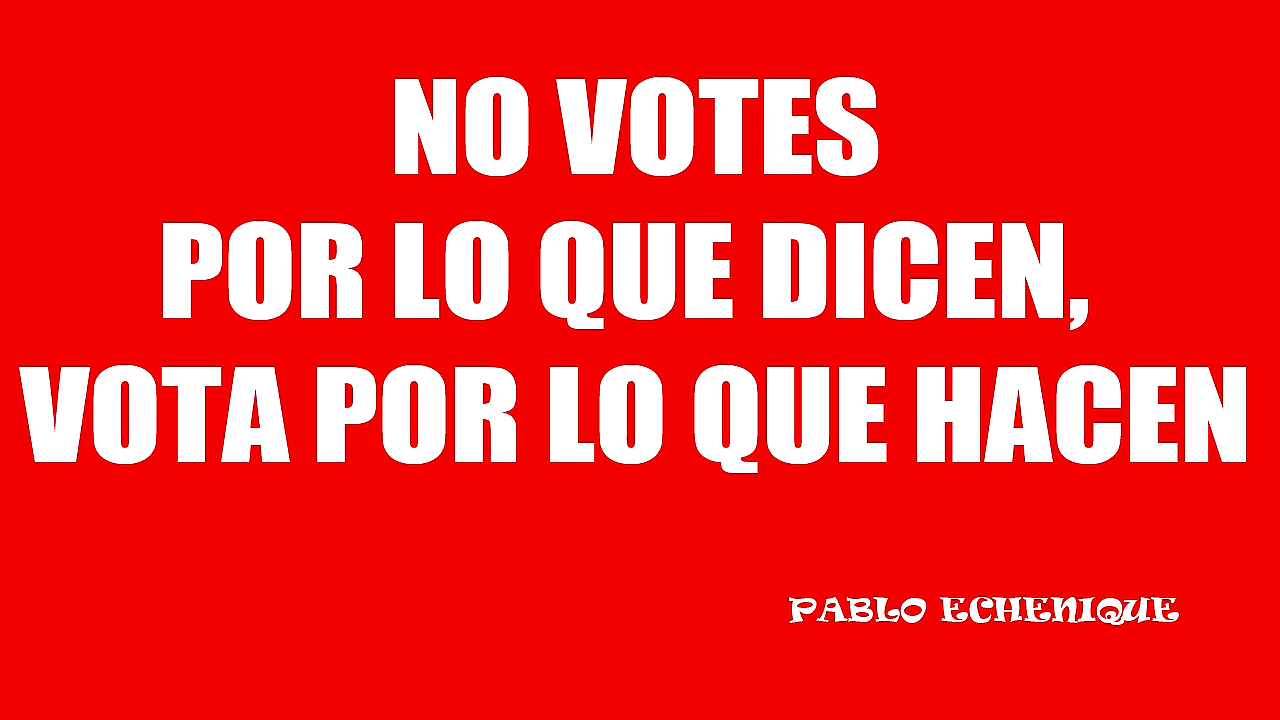 NO VOTES
POR LO QUE DICEN,
VOTA POR LO QUE HACEN
PABLO ECHENIQUE